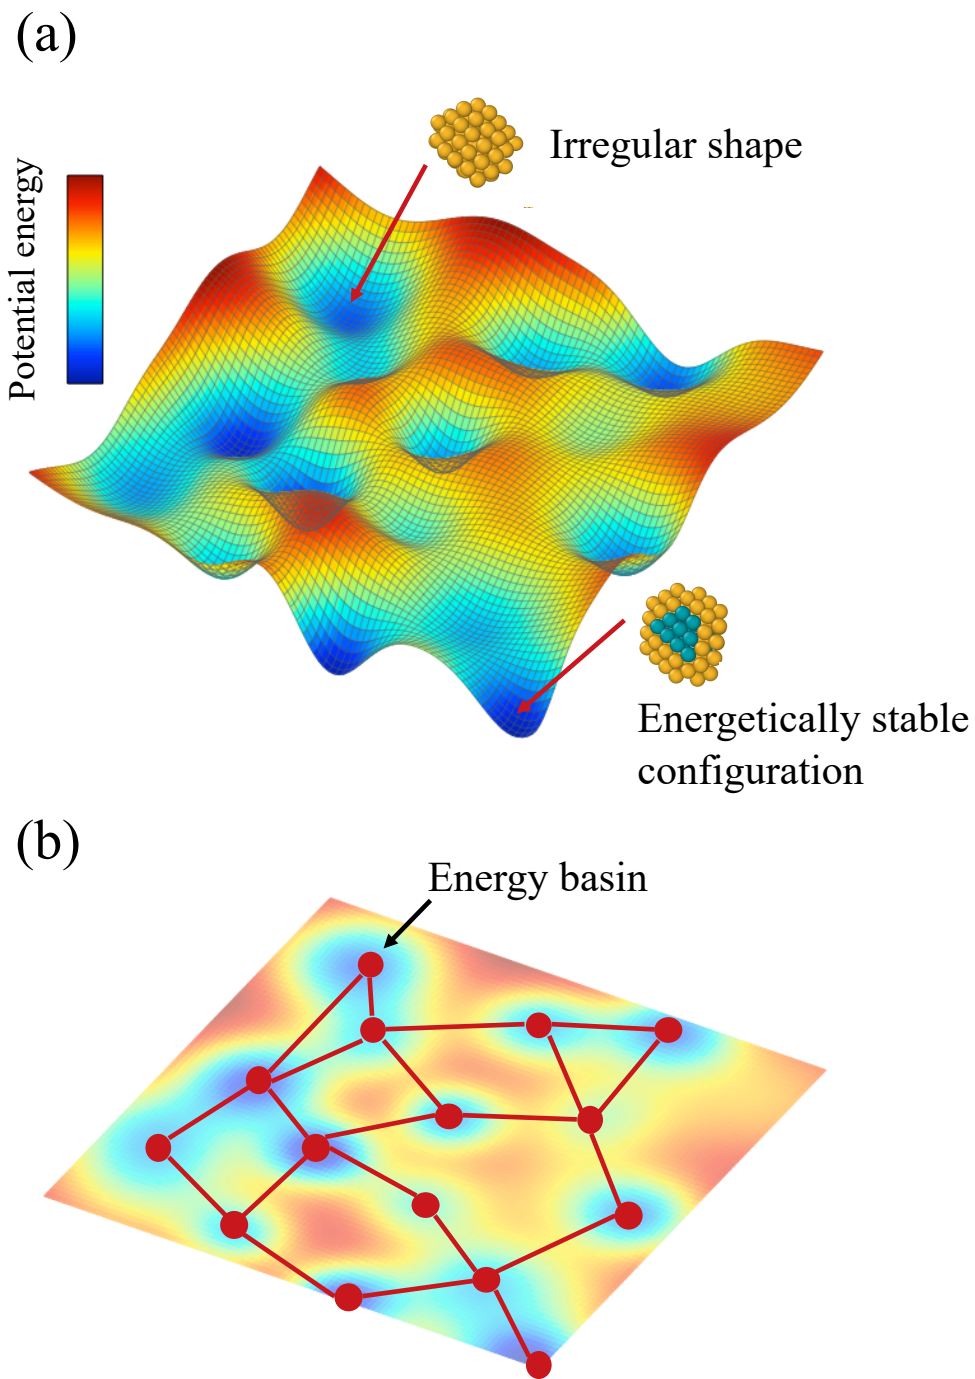 (a)
Irregular shape
Potential energy
Energetically stable
configuration
(b)
Energy basin